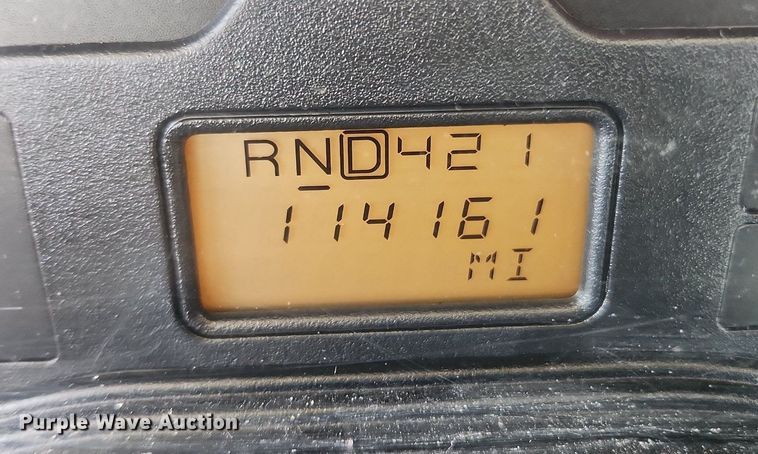 RND421
114161
MI
Purple Wave Auction